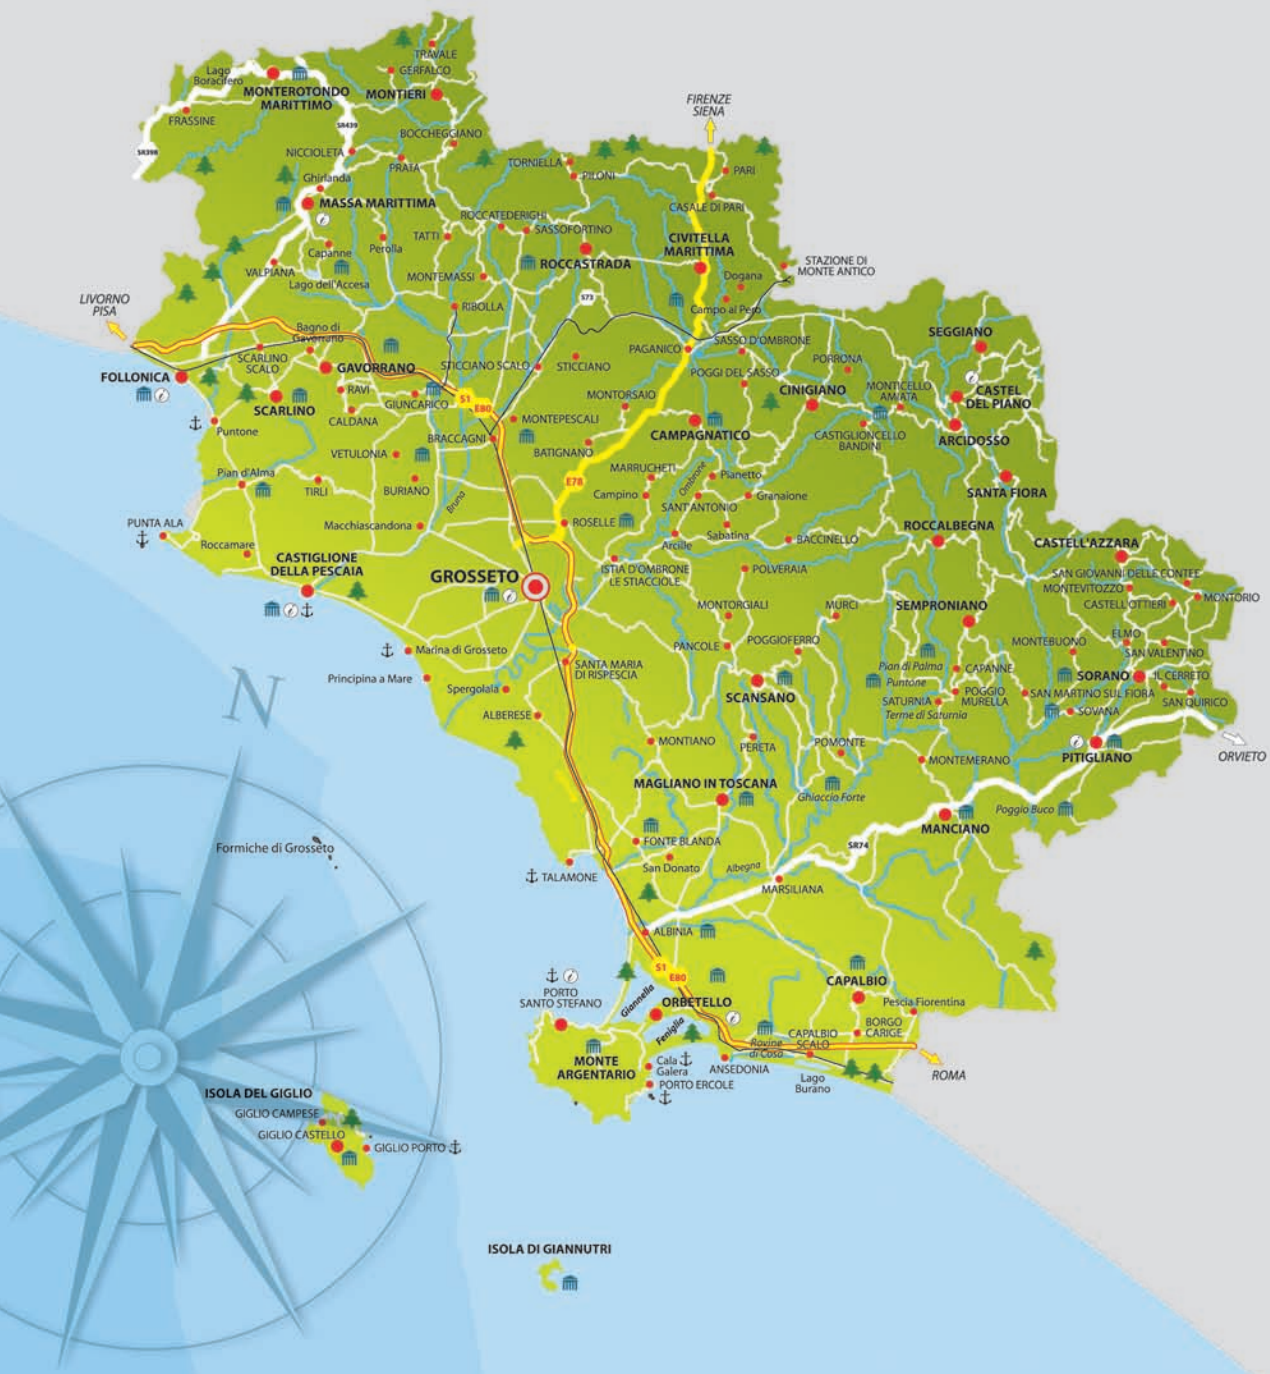 TRAVALE
GERFALCO
Lago
Boracifero
MONTEROTONDO
MARITTIMO
MONTIERI
FRASSINE
SR439
SR398
BOCCHEGGIANO
NICCIOLETA
PRATA
Ghirlanda
MASSA MARITTIMA
FIRENZE
SIENA
TORNIELLA
PILONI
PARI
CASALE DI PARI
ROCCATEDERIGHI
SASSOFORTINO
TATTI
Perolla
Capanne
CIVITELLA
MARITTIMA
ROCCASTRADA
STAZIONE DI
MONTE ANTICO
VALPIANA
Lago dell'Accesa
MONTEMASSI
Dogana
S73
Campo al Pero
RIBOLLA
LIVORNO
PISA
Bagno di
Gavorrano
SEGGIANO
SASSO D'OMBRONE
PAGANICO
SCARLINO
SCALO
GAVORRANO
STICCIANO SCALO
STICCIANO
PORRONA
POGGI DEL SASSO
FOLLONICA
RAVI
GIUNCARICO
S1
E80
MONTORSAIO
CINIGIANO
MONTICELLO
AMIATA
CASTEL
DEL PIANO
SCARLINO
CALDANA
MONTEPESCALI
Puntone
BRACCAGNI
CAMPAGNATICO
CASTIGLIONCELLO
BANDINI
ARCIDOSSO
VETULONIA
BATIGNANO
MARRUCHETI
Pian d'Alma
TIRLI
BURIANO
Bruna
E78
Campino
Ombrone
Pianetto
SANT'ANTONIO
Granaione
SANTA FIORA
PUNTA ALA
Macchiascandona
ROSELLE
Roccamare
Arcille
Sabatina
BACCINELLO
ROCCALBEGNA
CASTELL'AZZARA
CASTIGLIONE
DELLA PESCAIA
GROSSETO
ISTIA D'OMBRONE
LE STIACCIOLE
POLVERAIA
SAN GIOVANNI DELLE CONTEE
MONTEVITOZZO
MONTORIO
CASTELL'OTTIERI
MONTORGIALI
MURCI
SEMPRONIANO
ELMO
MONTEBUONO
SAN VALENTINO
PANCOLE
POGGIOFERRO
Marina di Grosseto
SANTA MARIA
DI RISPESCIA
Principina a Mare
Spergolaia
Pian di Palma
CAPANNE
SORANO
IL CERRETO
Puntone
SCANSANO
SATURNIA
POGGIO
MURELLA
SAN MARTINO SUL FIORA
SAN QUIRICO
SOVANA
Terme di Saturnia
ALBERESE
N
MONTIANO
PERETA
POMONTE
PITIGLIANO
ORVIETO
MONTEMERANO
MAGLIANO IN TOSCANA
Ghiaccio Forte
Poggio Buco
MANCIANO
Formiche di Grosseto
FONTE BLANDA
San Donato
SR74
TALAMONE
Albegna
MARSILIANA
ALBINIA
S1
E80
CAPALBIO
PORTO
SANTO STEFANO
Giannella
ORBETELLO
Pescia Fiorentina
BORGO
CARIGE
CAPALBIO
SCALO
Feniglia
Rovine
di Cosa
MONTE
ARGENTARIO
Cala
Galera
ANSEDONIA
PORTO ERCOLE
Lago
Burano
ROMA
ISOLA DEL GIGLIO
GIGLIO CAMPESE
GIGLIO CASTELLO
GIGLIO PORTO
ISOLA DI GIANNUTRI